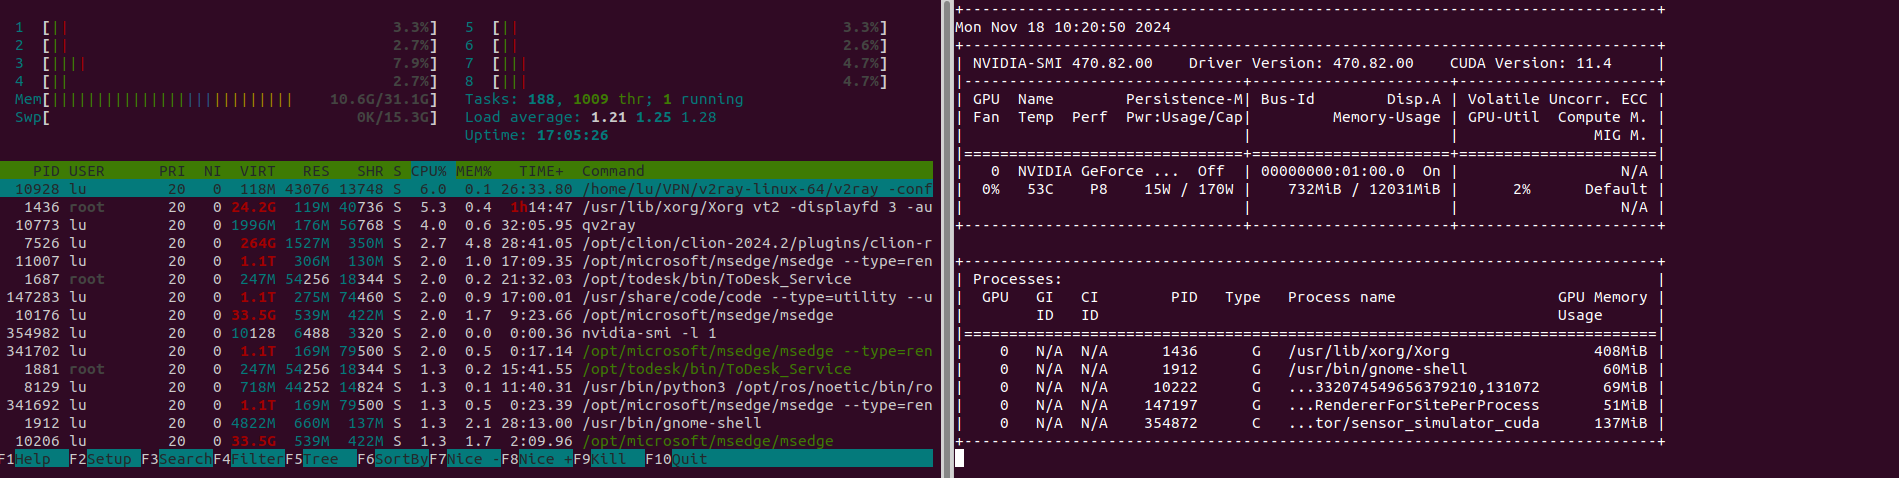 1 [|| 3.3%] 5 [|| 3.3%]
2 [|| 2.7%] 6 [|| 2.6%]
3 [|||| 7.9%] 7 [||| 4.7%]
4 [|| 2.7%] 8 [||| 4.7%]
Mem[||||||||||||||||||||||||||| 10.6G/31.1G] Tasks: 188, 1009 thr; 1 running
Swp[ 0K/15.3G] Load average: 1.21 1.25 1.28
Uptime: 17:05:26
PID USER PRI NI VIRT RES SHR S CPU% MEM% TIME+ Command
10928 lu 20 0 118M 43076 13748 S 6.0 0.1 26:33.80 /home/lu/VPN/v2ray-linux-64/v2ray -conf
1436 root 20 0 24.2G 119M 40736 S 5.3 0.4 1h14:47 /usr/lib/xorg/Xorg vt2 -displayfd 3 -au
10773 lu 20 0 1996M 176M 56768 S 4.0 0.6 32:05.95 qv2ray
7526 lu 20 0 264G 1527M 350M S 2.7 4.8 28:41.05 /opt/clion/clion-2024.2/plugins/clion-r
11007 lu 20 0 1.1T 306M 130M S 2.0 1.0 17:09.35 /opt/microsoft/msedge/msedge --type=ren
1687 root 20 0 247M 54256 18344 S 2.0 0.2 21:32.03 /opt/todesk/bin/ToDesk_Service
147283 lu 20 0 1.1T 275M 74460 S 2.0 0.9 17:00.01 /usr/share/code/code --type=utility --u
10176 lu 20 0 33.5G 539M 422M S 2.0 1.7 9:23.66 /opt/microsoft/msedge/msedge
354982 lu 20 0 10128 6488 3320 S 2.0 0.0 0:00.36 nvidia-smi -l 1
341702 lu 20 0 1.1T 169M 79500 S 2.0 0.5 0:17.14 /opt/microsoft/msedge/msedge --type=ren
1881 root 20 0 247M 54256 18344 S 1.3 0.2 15:41.55 /opt/todesk/bin/ToDesk_Service
8129 lu 20 0 718M 44252 14824 S 1.3 0.1 11:40.31 /usr/bin/python3 /opt/ros/noetic/bin/ro
341692 lu 20 0 1.1T 169M 79500 S 1.3 0.5 0:23.39 /opt/microsoft/msedge/msedge --type=ren
1912 lu 20 0 4822M 660M 137M S 1.3 2.1 28:13.00 /usr/bin/gnome-shell
10206 lu 20 0 33.5G 539M 422M S 1.3 1.7 2:09.96 /opt/microsoft/msedge/msedge
F1Help F2Setup F3SearchF4FilterF5Tree F6SortByF7Nice -F8Nice +F9Kill F10Quit
Mon Nov 18 10:20:50 2024
| NVIDIA-SMI 470.82.00 Driver Version: 470.82.00 CUDA Version: 11.4 |
| GPU Name Persistence-M| Bus-Id Disp.A | Volatile Uncorr. ECC |
| Fan Temp Perf Pwr:Usage/Cap| Memory-Usage | GPU-Util Compute M. |
| | | MIG M. |
| 0 NVIDIA GeForce ... Off | 00000000:01:00.0 On | N/A |
| 0% 53C P8 15W / 170W | 732MiB / 12031MiB | 2% Default |
| | | N/A |
| Processes: |
| GPU GI CI PID Type Process name GPU Memory |
| ID ID Usage |
| 0 N/A N/A 1436 G /usr/lib/xorg/Xorg 408MiB |
| 0 N/A N/A 1912 G /usr/bin/gnome-shell 60MiB |
| 0 N/A N/A 10222 G ...332074549656379210,131072 69MiB |
| 0 N/A N/A 147197 G ...RendererForSitePerProcess 51MiB |
| 0 N/A N/A 354872 C ...tor/sensor_simulator_cuda 137MiB |